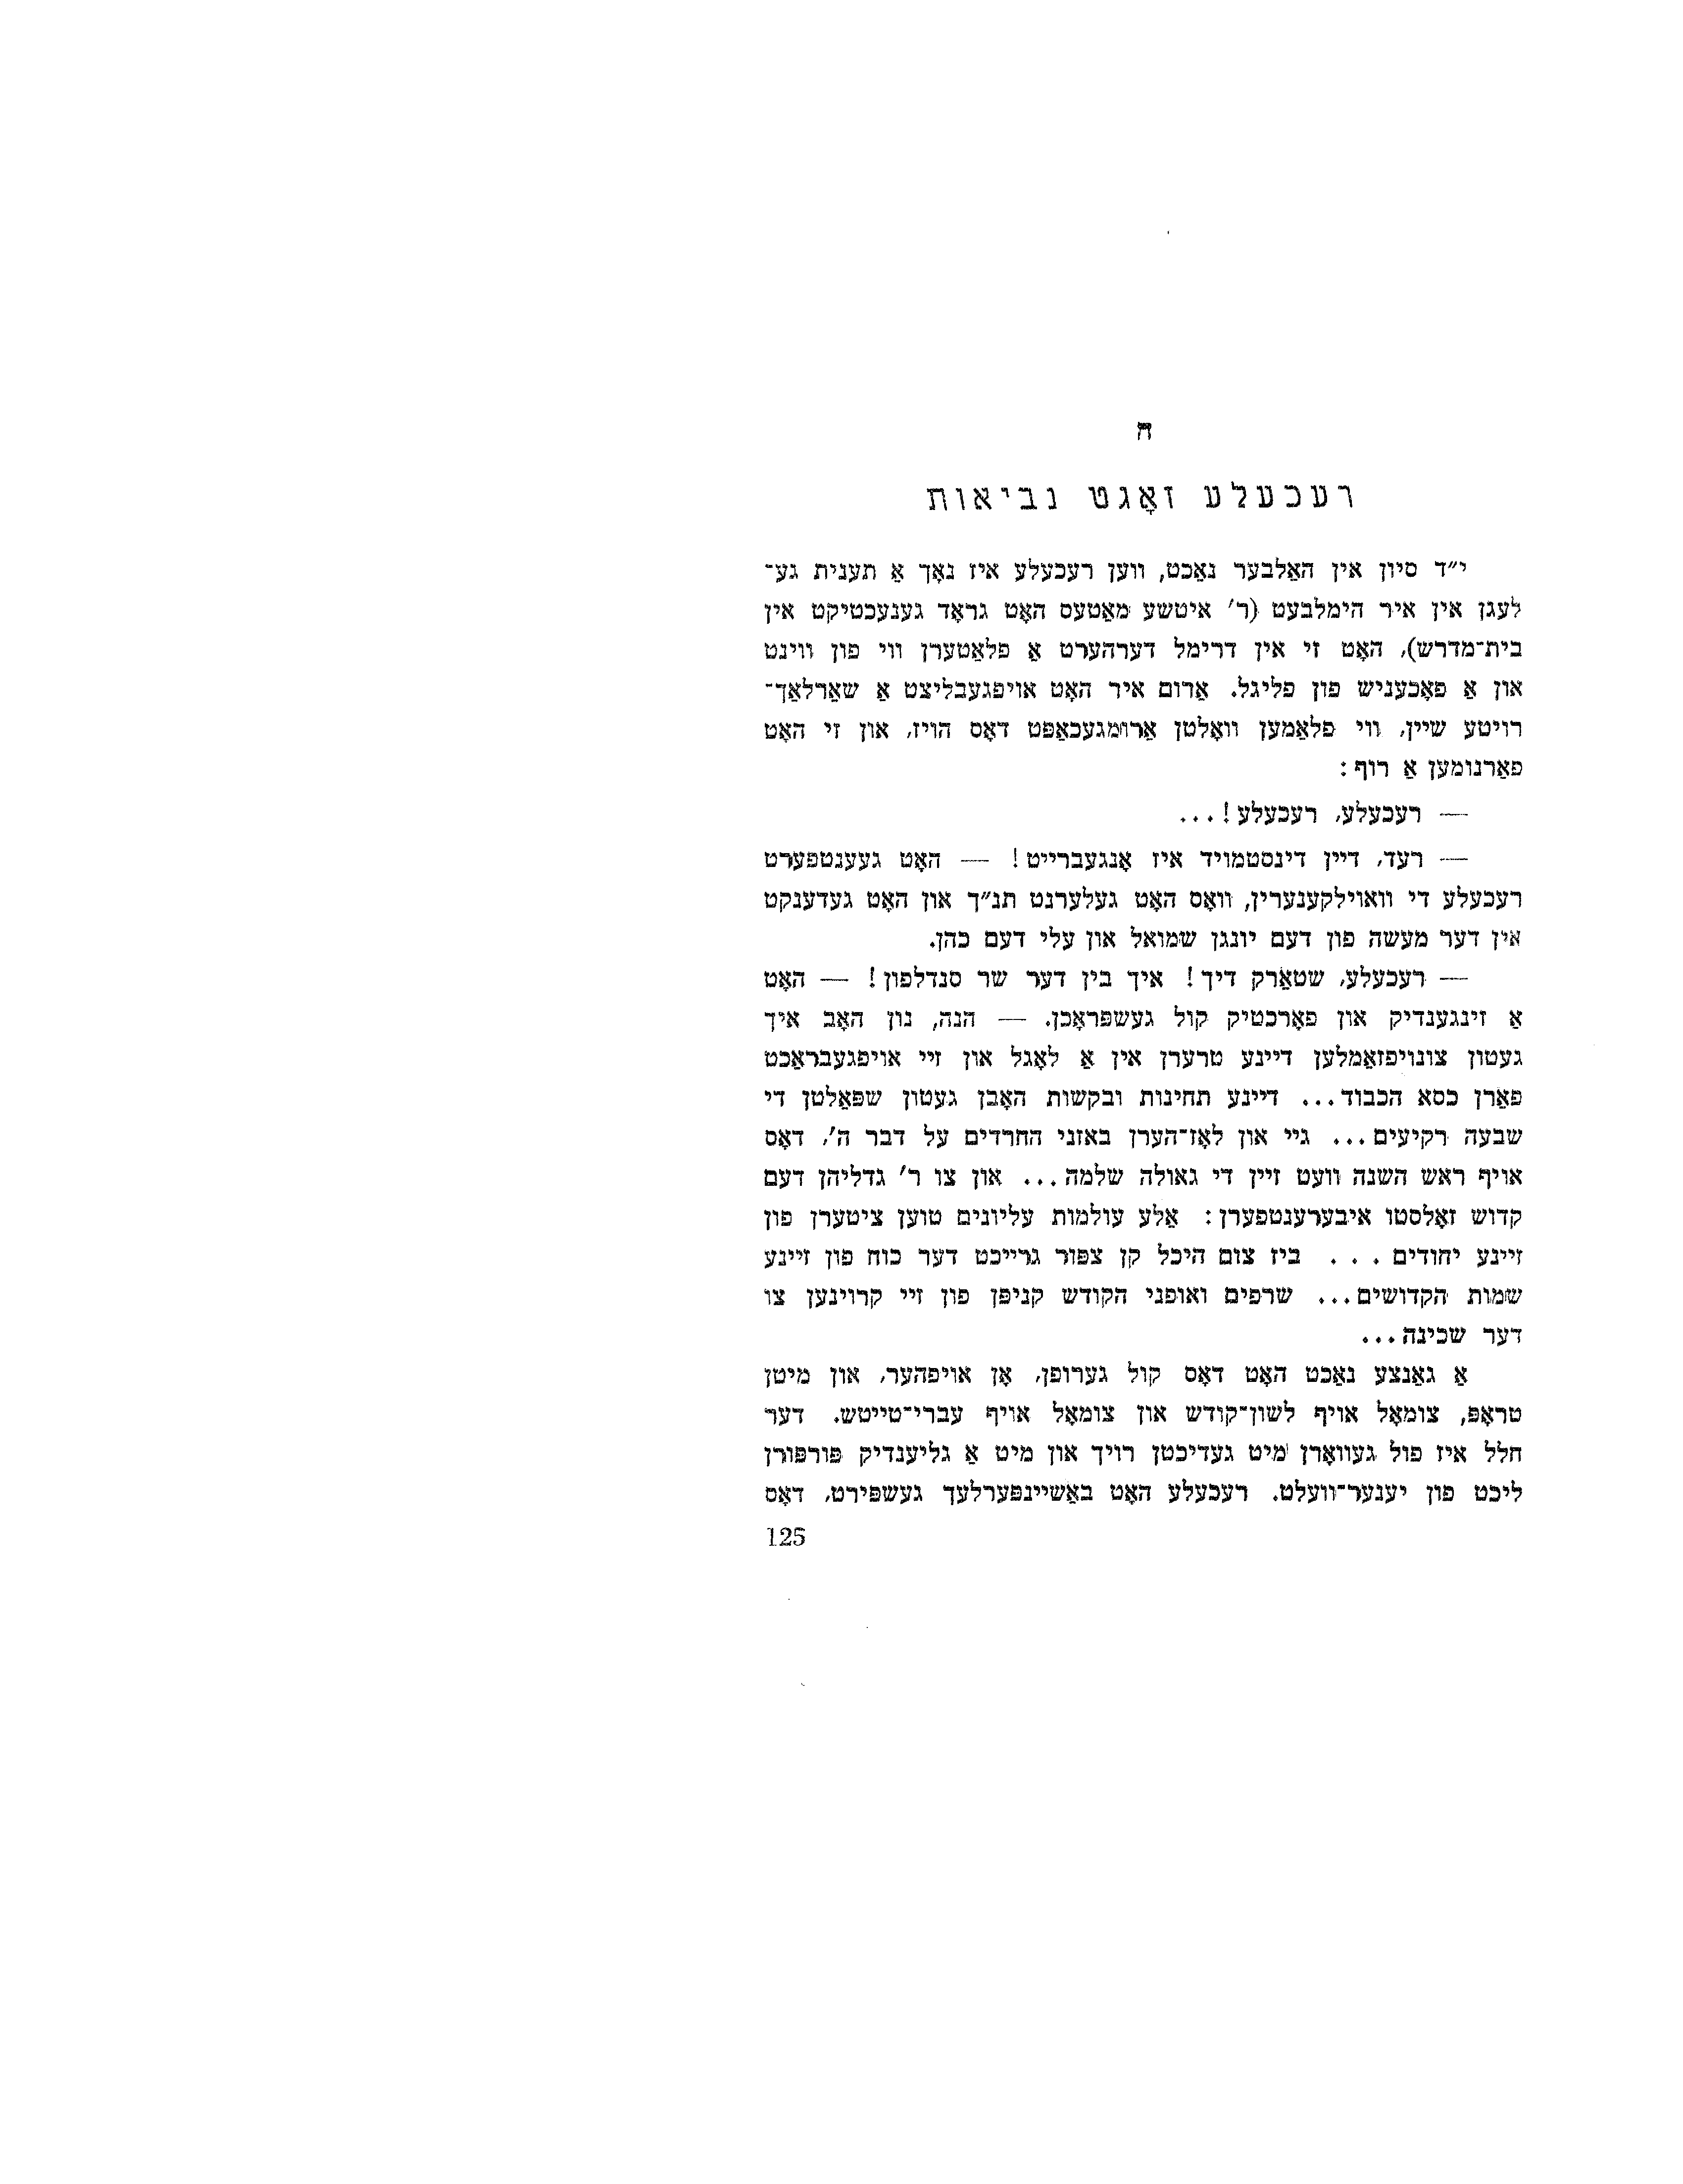 ח
רעכעלע זאָגט נביאות
י״ד סיון אין האַלבער נאַכט, ווען רעכעלע איז נאָך אַ תענית גע־
לעגן אין איר הימלבעט (ר׳ איטשע מאַטעס האָט גראָד גענעכטיקט אין
בית־מדרש), האָט זי אין דרימל דערהערט אַ פלאַטערן ווי פון ווינט
און אַ פאָכעניש פון פליגל. אַרום איר האָט אויפגעבליצט אַ שאַרלאַך־
רויטע שיין, ווי פלאַמען וואָלטן אַרומגעכאַפּט דאָס הויז, און זי האָט
פאַרנומען אַ רוף:
— רעכעלע, רעכעלע!...
— רעד, דיין דינסטמויד איז אָנגעברייט! — האָט געענטפערט
רעכעלע די וואוילקענערין, וואָס האָט געלערנט תנ״ך און האָט געדענקט
אין דער מעשה פון דעם יונגן שמואל און עלי דעם כהן.
— רעכעלע, שטאַרק דיך! איך בין דער שר סנדלפון! — האָט
אַ זינגענדיק און פאָרכטיק קול געשפּראָכן. — הנה, נון האָב איך
געטון צונויפזאַמלען דיינע טרערן אין אַ לאָגל און זיי אויפגעבראַכט
פאַרן כסא הכבוד... דיינע תחינות ובקשות האָבן געטון שפּאַלטן די
שבעה רקיעים... גיי און לאָז־הערן באזני החרדים על דבר ה׳, דאָס
אויף ראש השנה וועט זיין די גאולה שלמה... און צו ר׳ גדליהן דעם
קדוש זאָלסטו איבערענטפערן: אַלע עולמות עליונים טוען ציטערן פון
זיינע יחודים... ביז צום היכל קן צפור גרייכט דער כוח פון זיינע
שמות הקדושים... שרפים ואופני הקודש קניפּן פון זיי קרוינען צו
דער שכינה...
אַ גאַנצע נאַכט האָט דאָס קול גערופן, אָן אויפהער, און מיטן
טראָפּ, צומאָל אויף לשון־קודש און צומאָל אויף עברי־טייטש. דער
חלל איז פול געוואָרן מיט געדיכטן רויך און מיט אַ גליענדיק פּורפּורן
ליכט פון יענער־וועלט. רעכעלע האָט באַשיינפּערלעך געשפּירט, דאָס
125